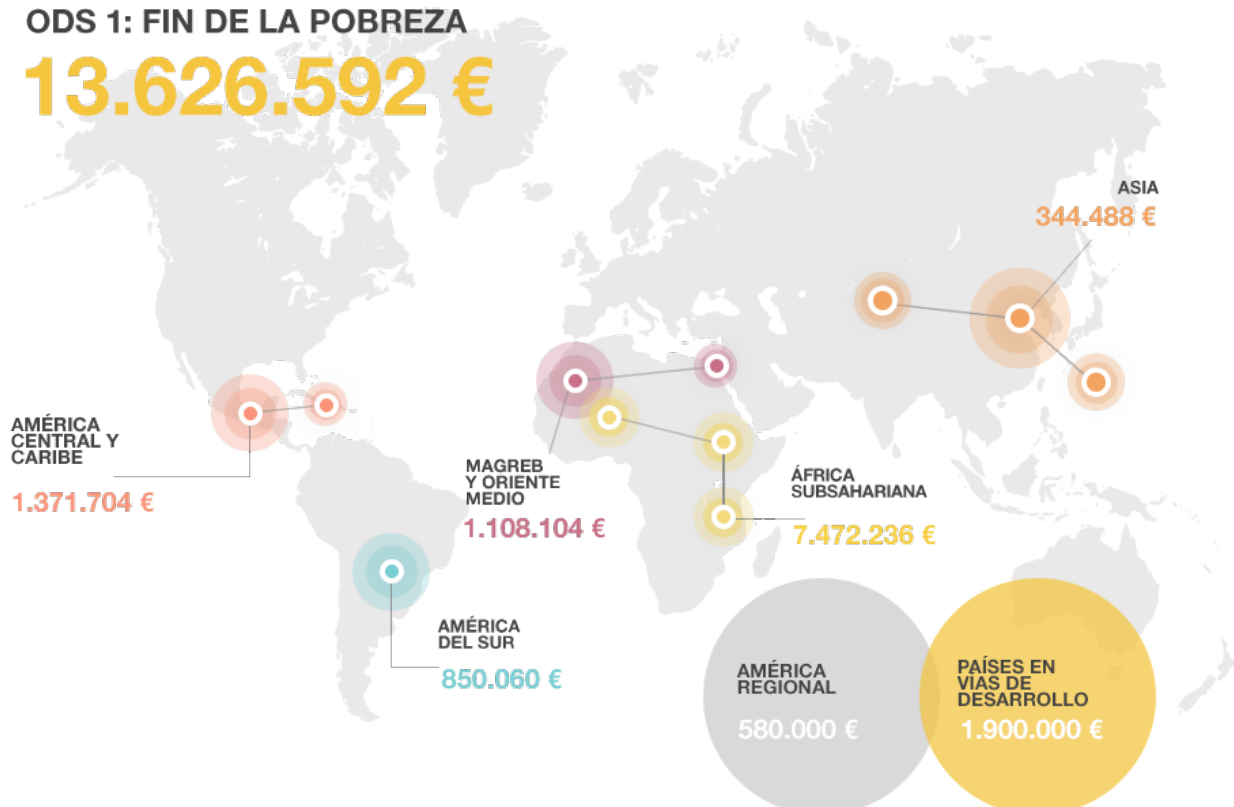 ODS 1: FIN DE LA POBREZA
13.626.592 €
ASIA
344.488 €
AMÉRICA
CENTRAL Y
CARIBE
1.371.704 €
MAGREB
Y ORIENTE
MEDIO
1.108.104 €
ÁFRICA
SUBSAHARIANA
7.472.236 €
AMÉRICA
DEL SUR
850.060 €
AMÉRICA
REGIONAL
580.000 €
PAÍSES EN
VÍAS DE
DESARROLLO
1.900.000 €